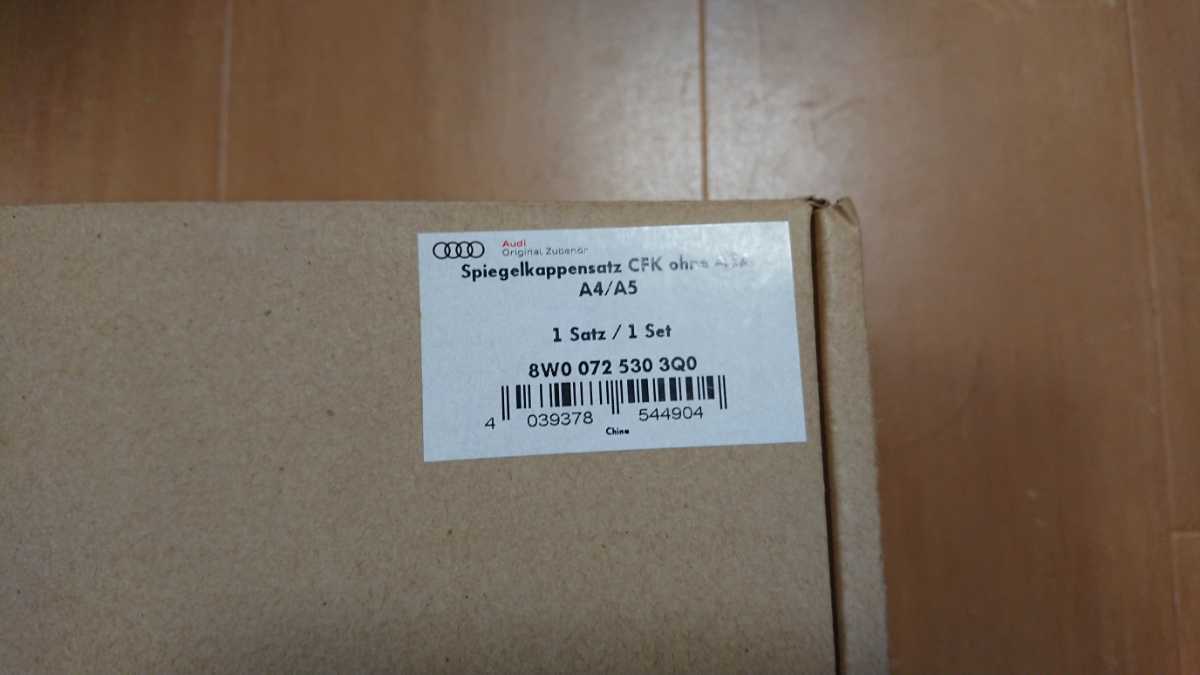 Audi
Original Zubehör
Spiegelkappensatz CFK ohne
A4/A5
1 Satz / 1 Set
8W0 072 530 3Q0
4 039378 544904
China